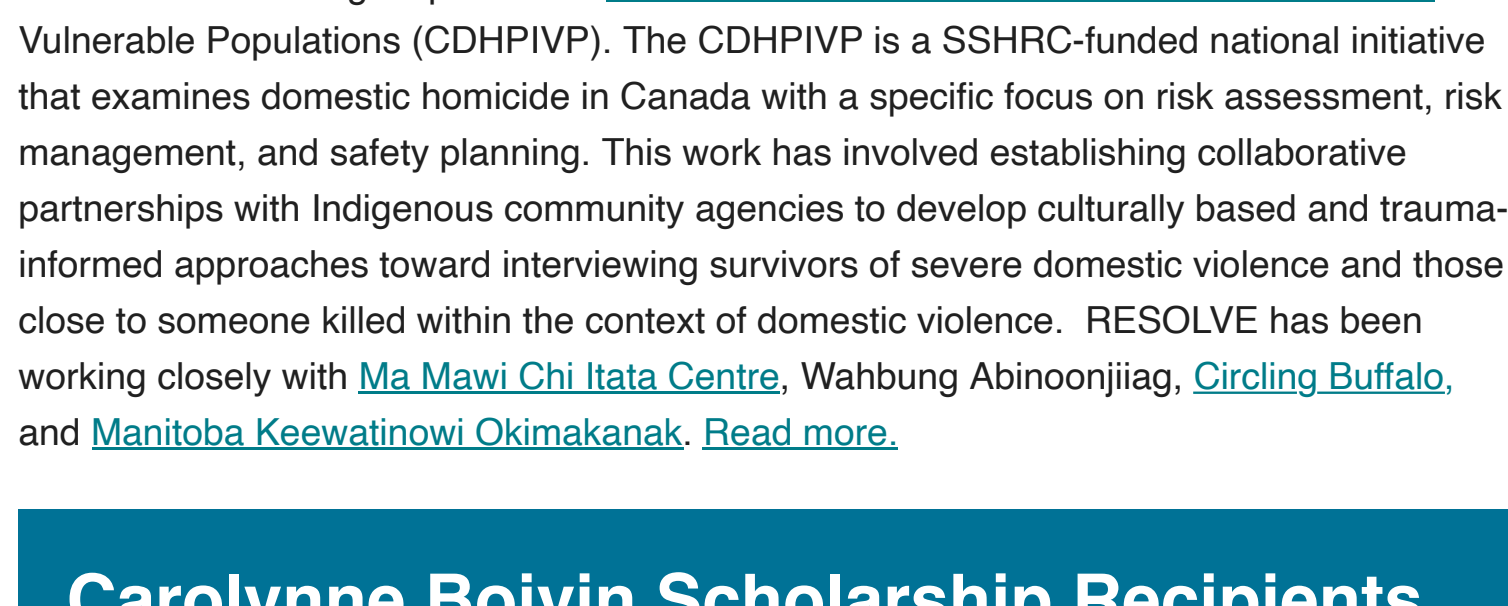 Vulnerable Populations (CDHPIVP). The CDHPIVP is a SSHRC-funded national initiative
that examines domestic homicide in Canada with a specific focus on risk assessment, risk
management, and safety planning. This work has involved establishing collaborative
partnerships with Indigenous community agencies to develop culturally based and trauma-
informed approaches toward interviewing survivors of severe domestic violence and those
close to someone killed within the context of domestic violence.  RESOLVE has been
working closely with Ma Mawi Chi Itata Centre, Wahbung Abinoonjiiag, Circling Buffalo,
and Manitoba Keewatinowi Okimakanak. Read more.
Carolynne Boivin Scholarship Recipients